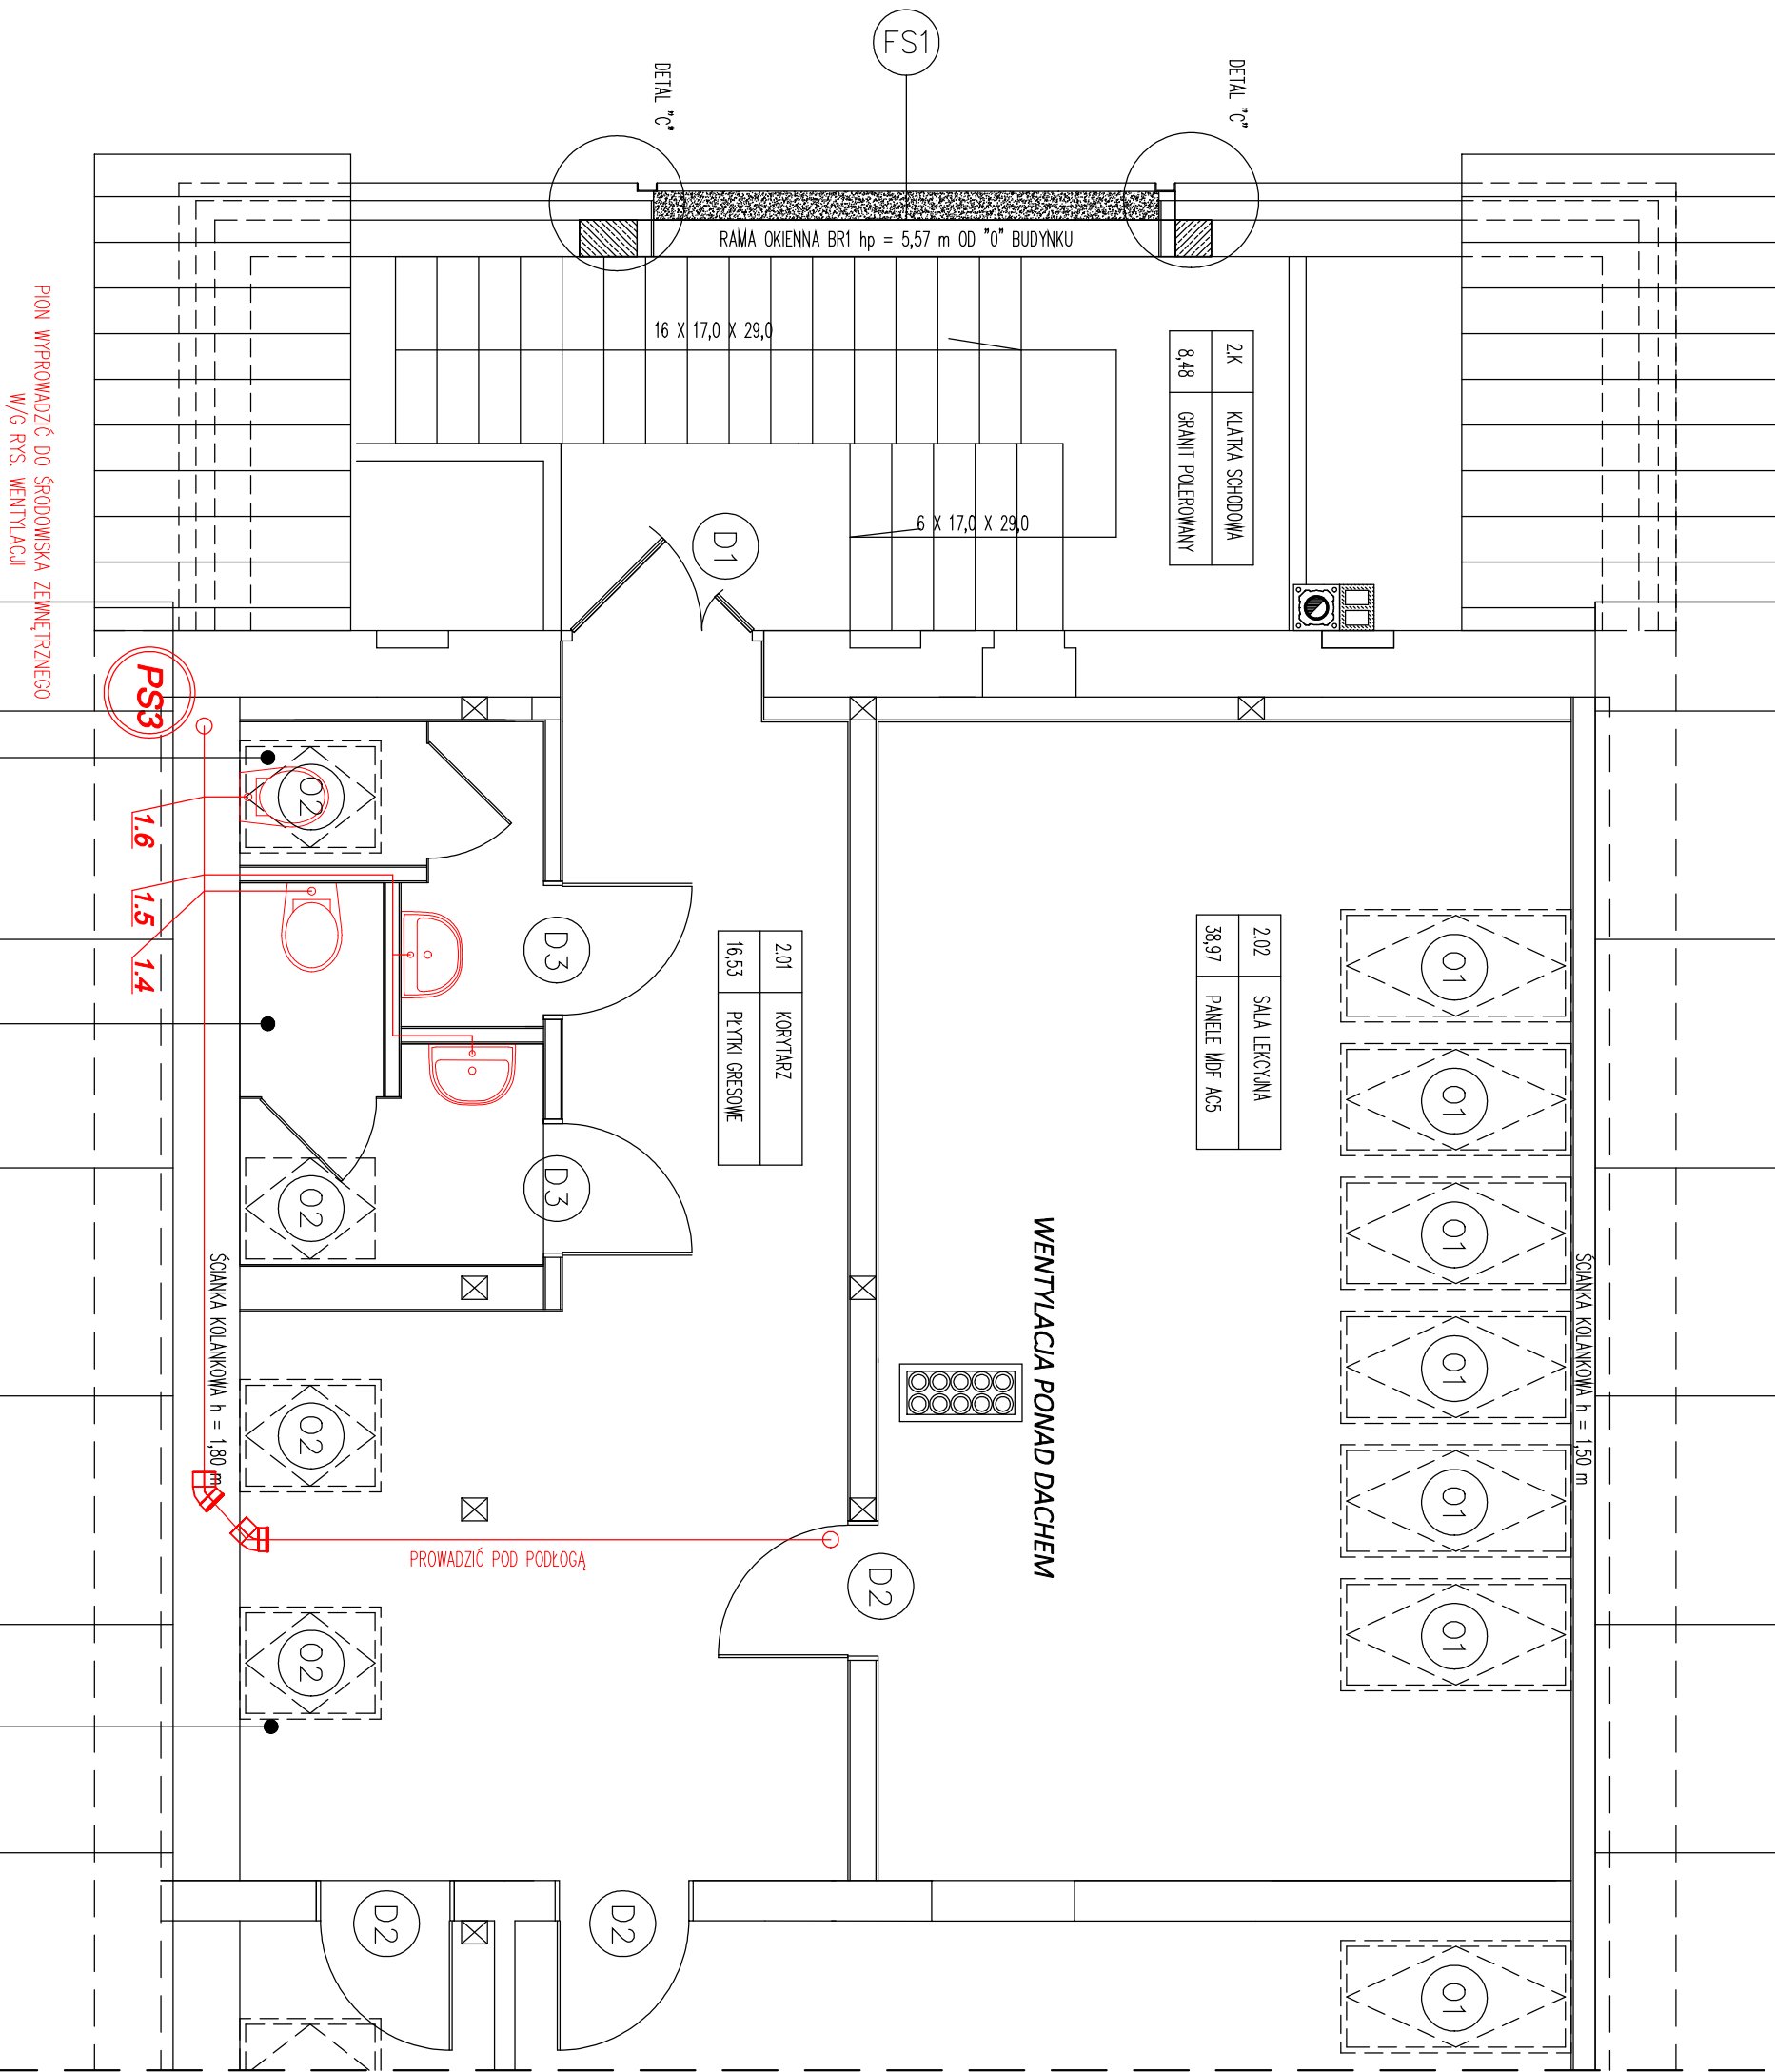 FS1
DETAL "C"
DETAL "C"
RAMA OKIENNA BR1 hp = 5,57 m OD "0" BUDYNKU
16 X 17,0 X 29,0
6 X 17,0 X 29,0
2.K KLATKA SCHODOWA
8,48 GRANIT POLEROWANY
D1
PION WYPROWADZIĆ DO ŚRODOWISKA ZEWNĘTRZNEGO
W/G RYS. WENTYLACJI
PS3
O2
1.6
1.5
1.4
D3
D3
O2
2.01 KORYTARZ
16,53 PŁYTKI GRESOWE
2.02 SALA LEKCYJNA
38,97 PANELE MDF AC5
O1
O1
O1
O1
O1
O1
ŚCIANKA KOLANKOWA h = 1,50 m
WENTYLACJA PONAD DACHEM
ŚCIANKA KOLANKOWA h = 1,80 m
O2
PROWADZIĆ POD PODŁOGĄ
D2
O2
D2
D2
O1